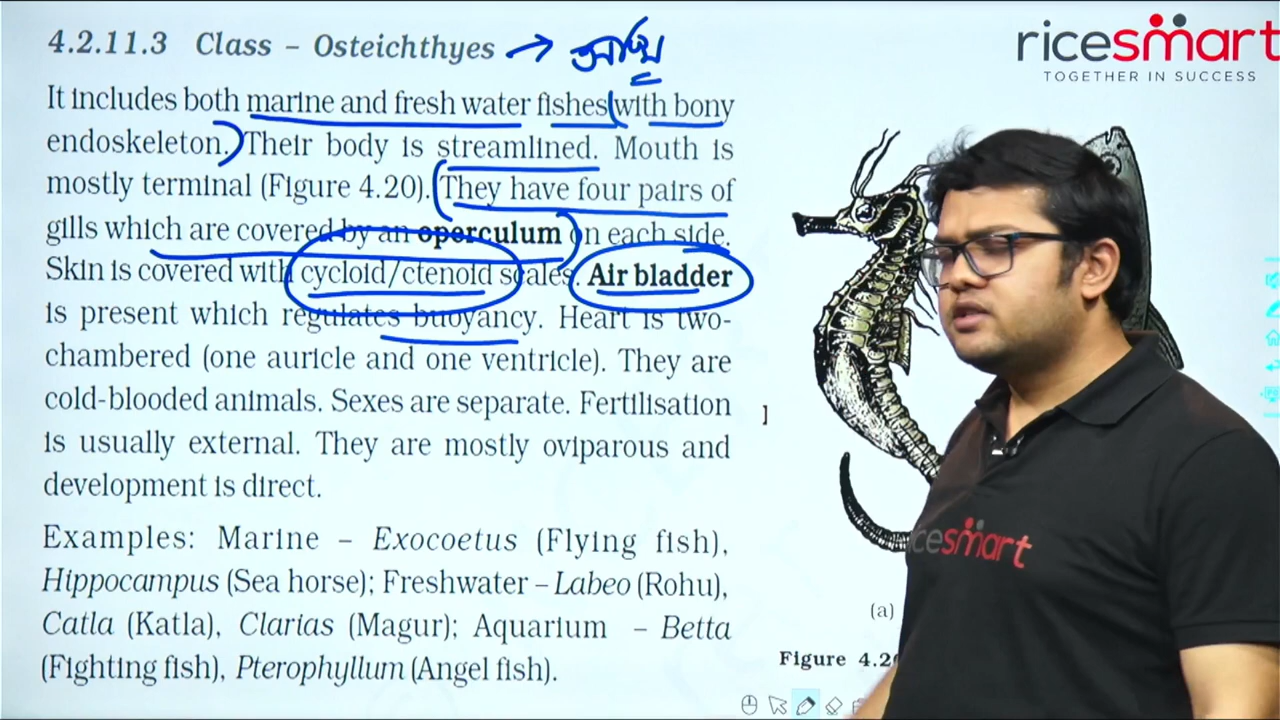 4.2.11.3 Class – Osteichthyes →
ricesmart
TOGETHER IN SUCCESS
It includes both marine and fresh water fishes with bony
endoskeleton. Their body is streamlined. Mouth is
mostly terminal (Figure 4.20). They have four pairs of
gills which are covered by an operculum on each side.
Skin is covered with cycloid/ctenoid scales. Air bladder
is present which regulates buoyancy. Heart is two-
chambered (one auricle and one ventricle). They are
cold-blooded animals. Sexes are separate. Fertilisation
is usually external. They are mostly oviparous and
development is direct.
Examples: Marine – Exocoetus (Flying fish),
Hippocampus (Sea horse); Freshwater – Labeo (Rohu),
Catla (Katla), Clarias (Magur); Aquarium – Betta
(Fighting fish), Pterophyllum (Angel fish).
]
(a)
Figure 4.2
cesmart